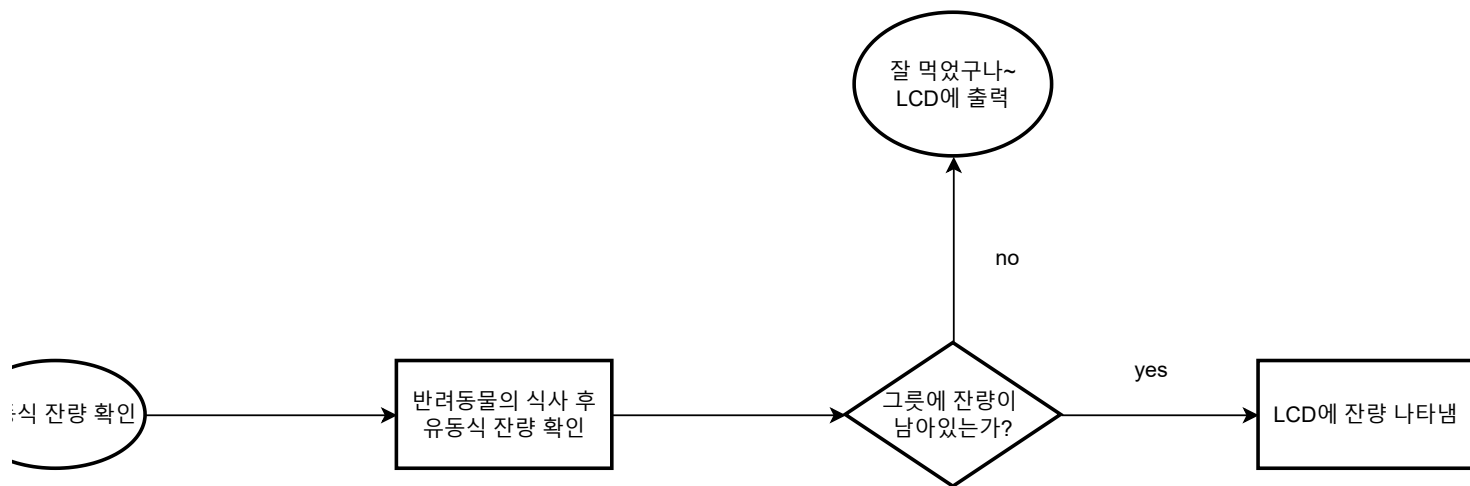 잘 먹었구나~
LCD에 출력
no
yes
식 잔량 확인
반려동물의 식사 후
유동식 잔량 확인
그릇에 잔량이
남아있는가?
LCD에 잔량 나타냄